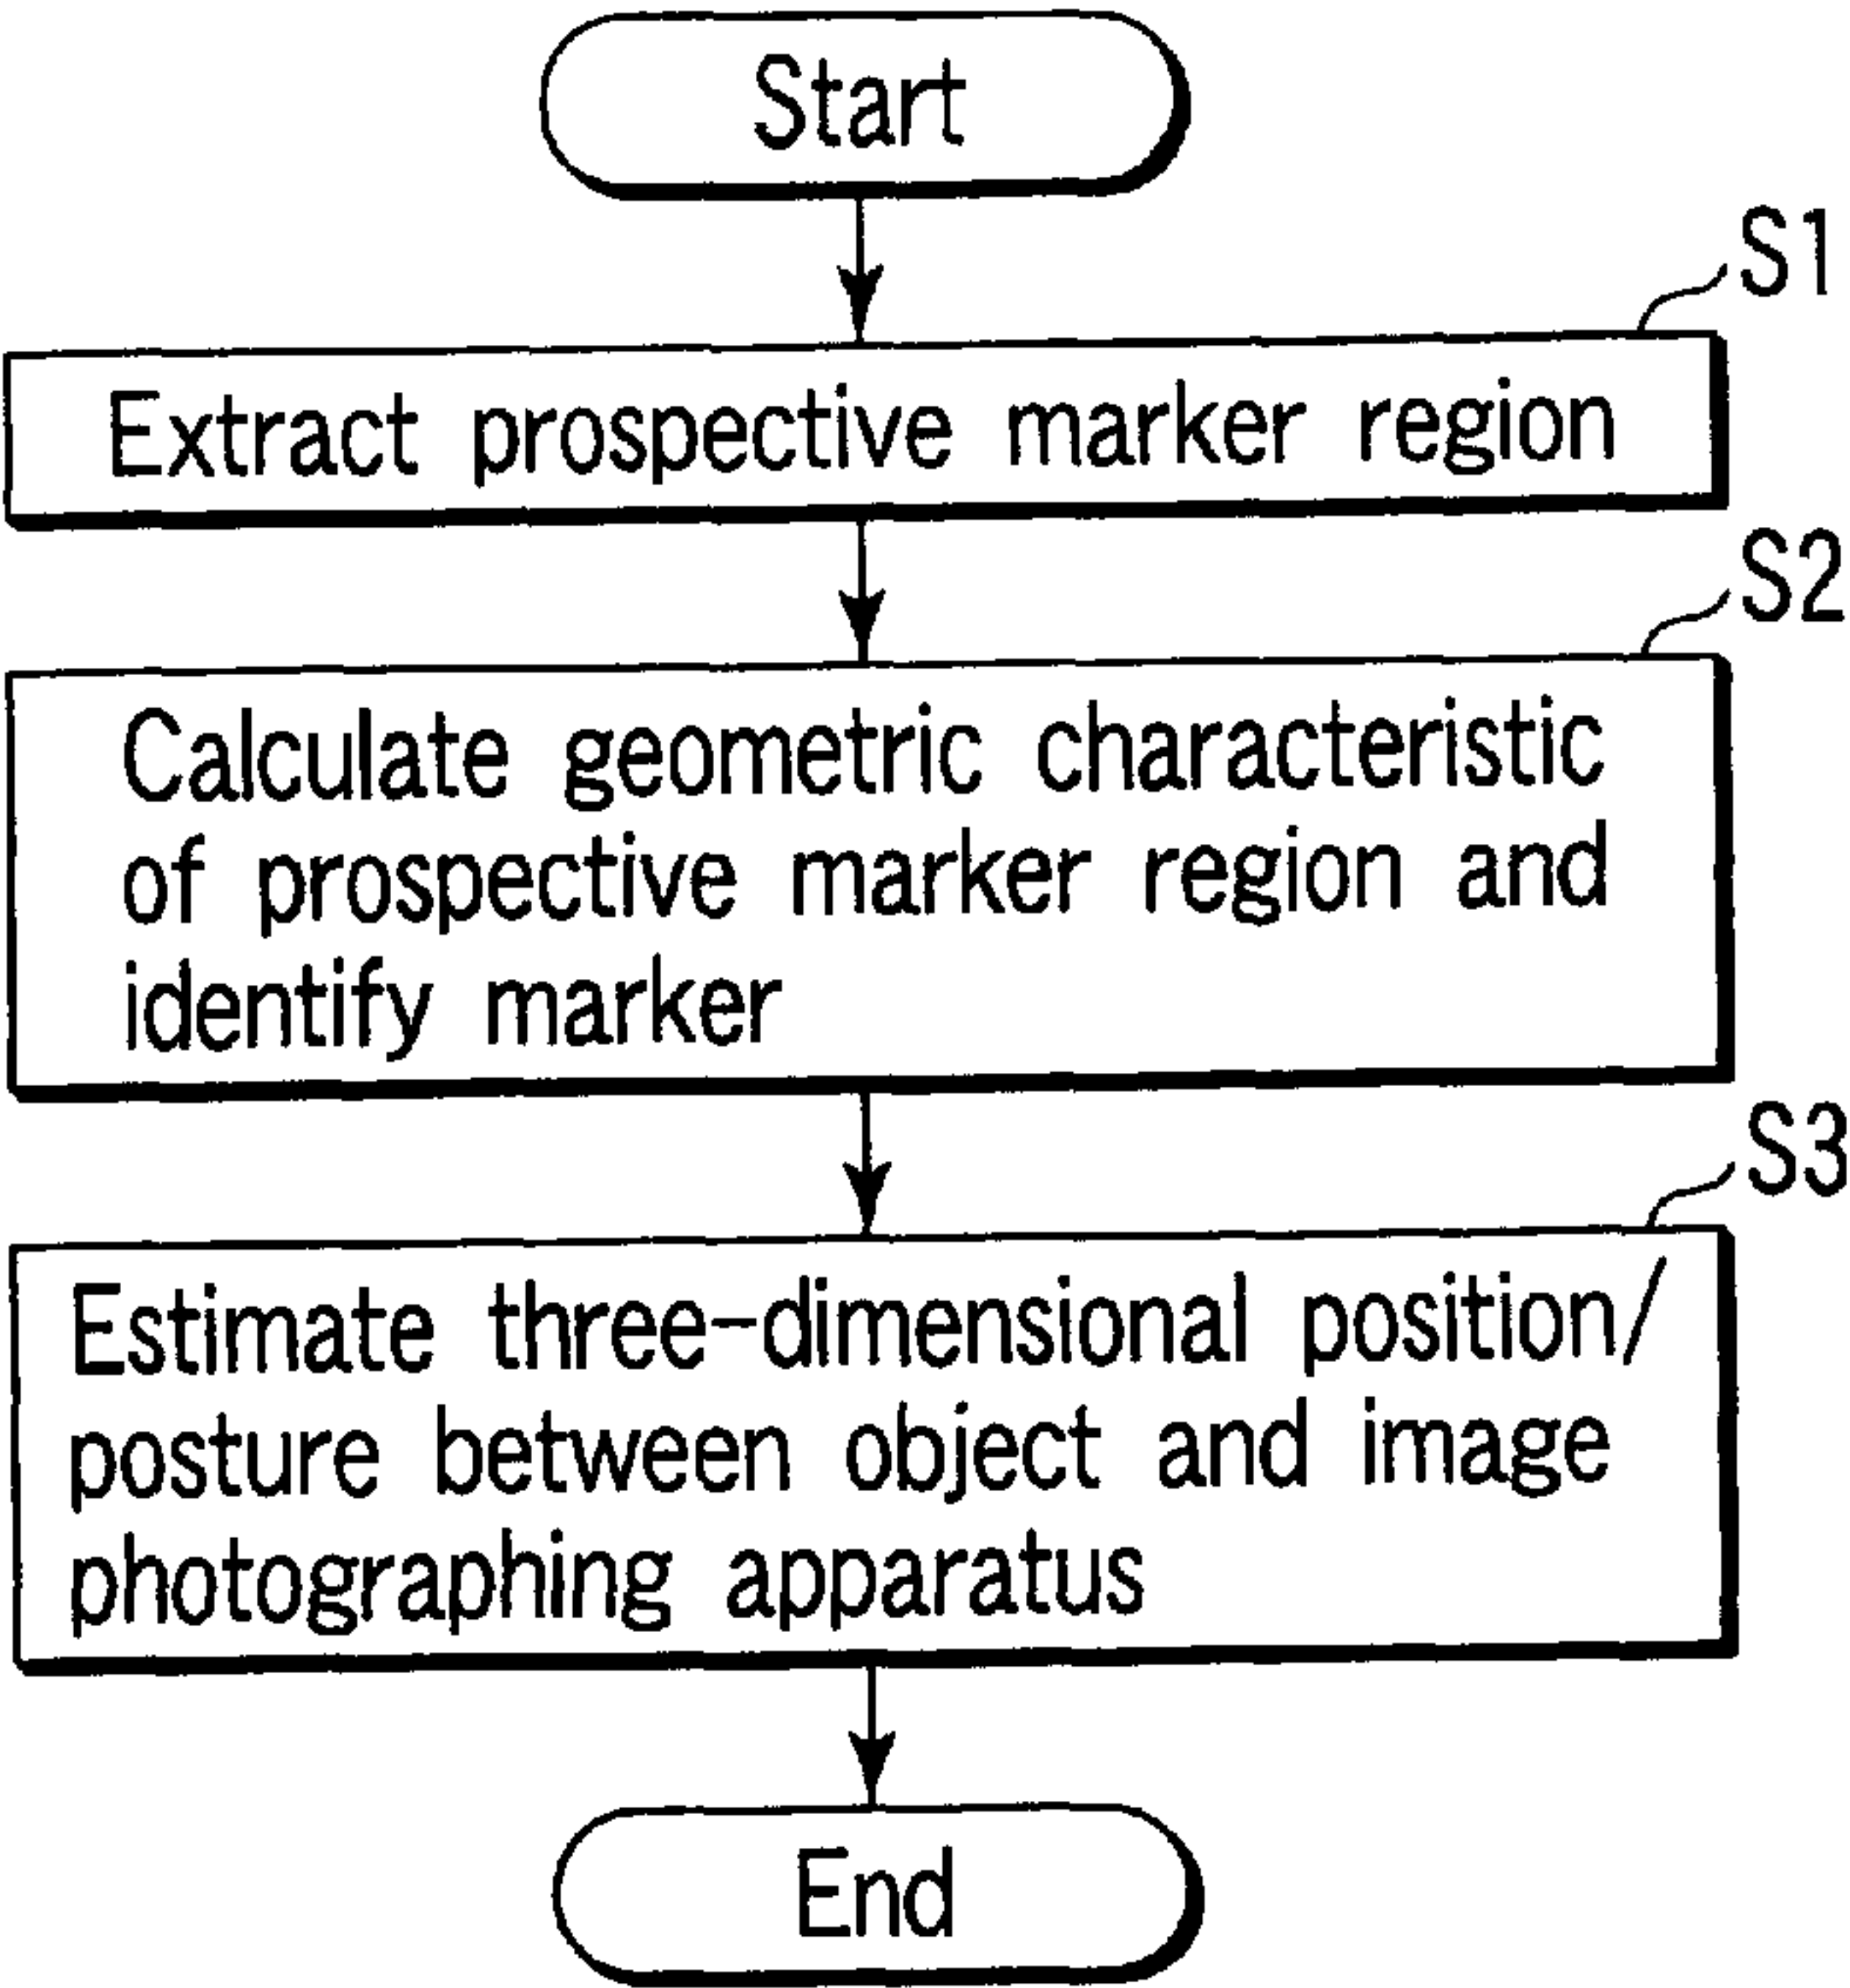 Start
S1
Extract prospective marker region
S2
Calculate geometric characteristic
of prospective marker region and
identify marker
S3
Estimate three-dimensional position/
posture between object and image
photographing apparatus
End